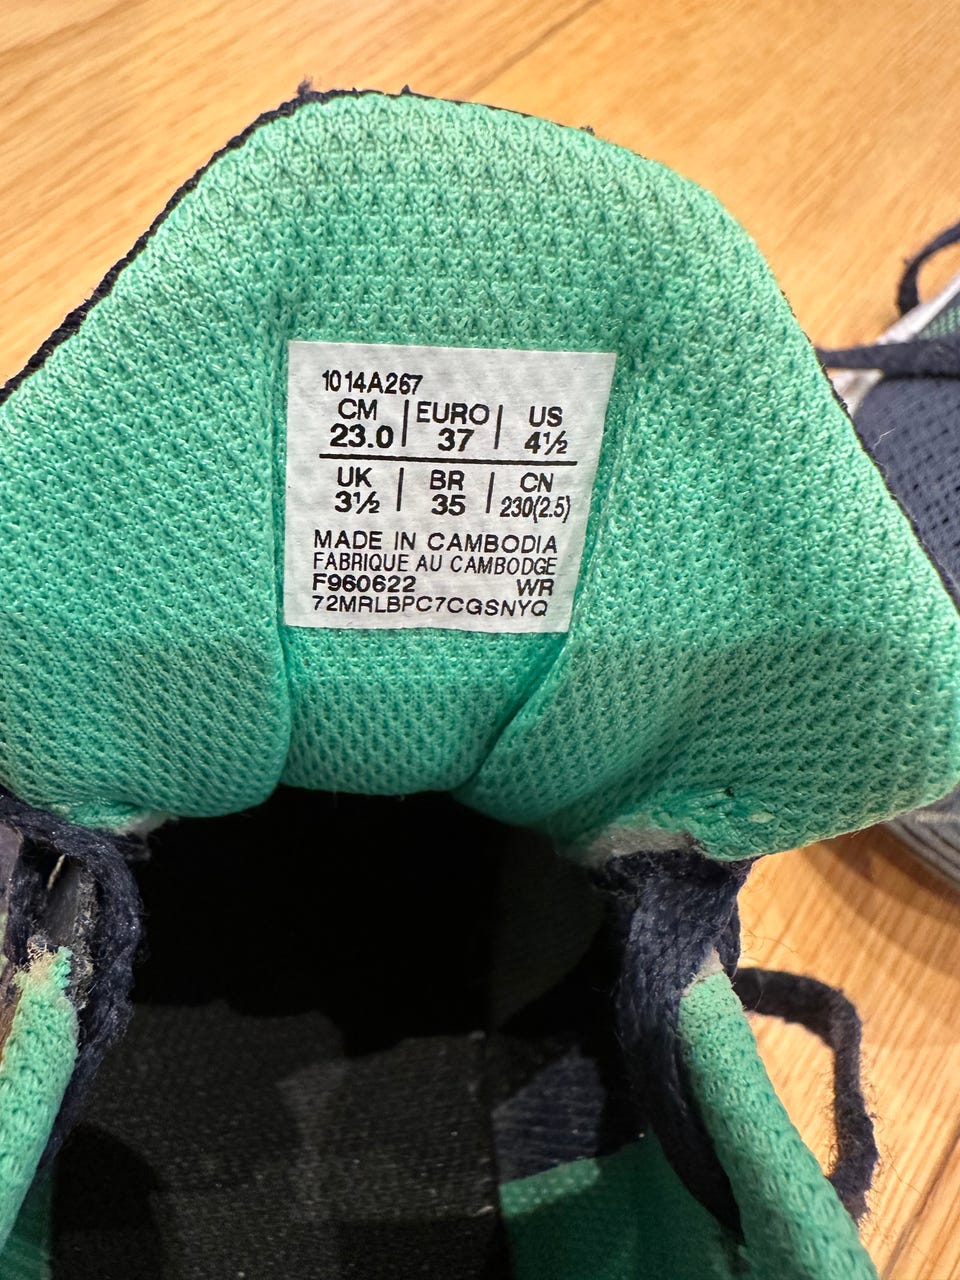 1014A267
CM | EURO | US
23.0 | 37 | 4½
UK | BR | CN
3½ | 35 | 230(2.5)
MADE IN CAMBODIA
FABRIQUE AU CAMBODGE
F960622 WR
72MRLBPC7CGSNYQ